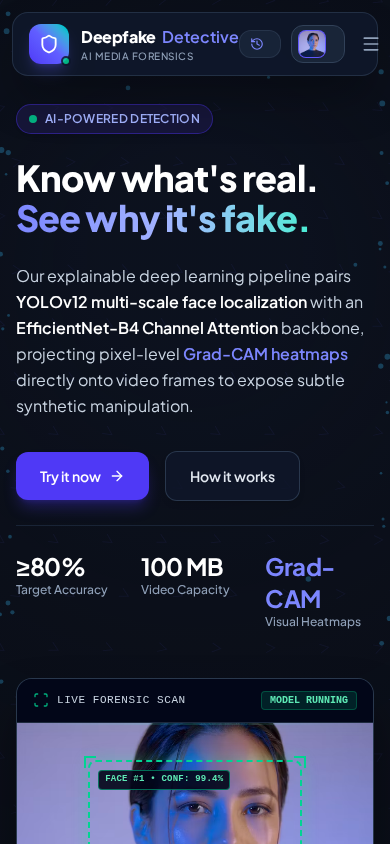 Deepfake Detective
AI MEDIA FORENSICS
AI-POWERED DETECTION
Know what's real.
See why it's fake.
Our explainable deep learning pipeline pairs
YOLOv12 multi-scale face localization with an
EfficientNet-B4 Channel Attention backbone,
projecting pixel-level Grad-CAM heatmaps
directly onto video frames to expose subtle
synthetic manipulation.
Try it now →
How it works
≥80%
Target Accuracy
100 MB
Video Capacity
Grad-
CAM
Visual Heatmaps
LIVE FORENSIC SCAN
MODEL RUNNING
FACE #1 • CONF: 99.4%